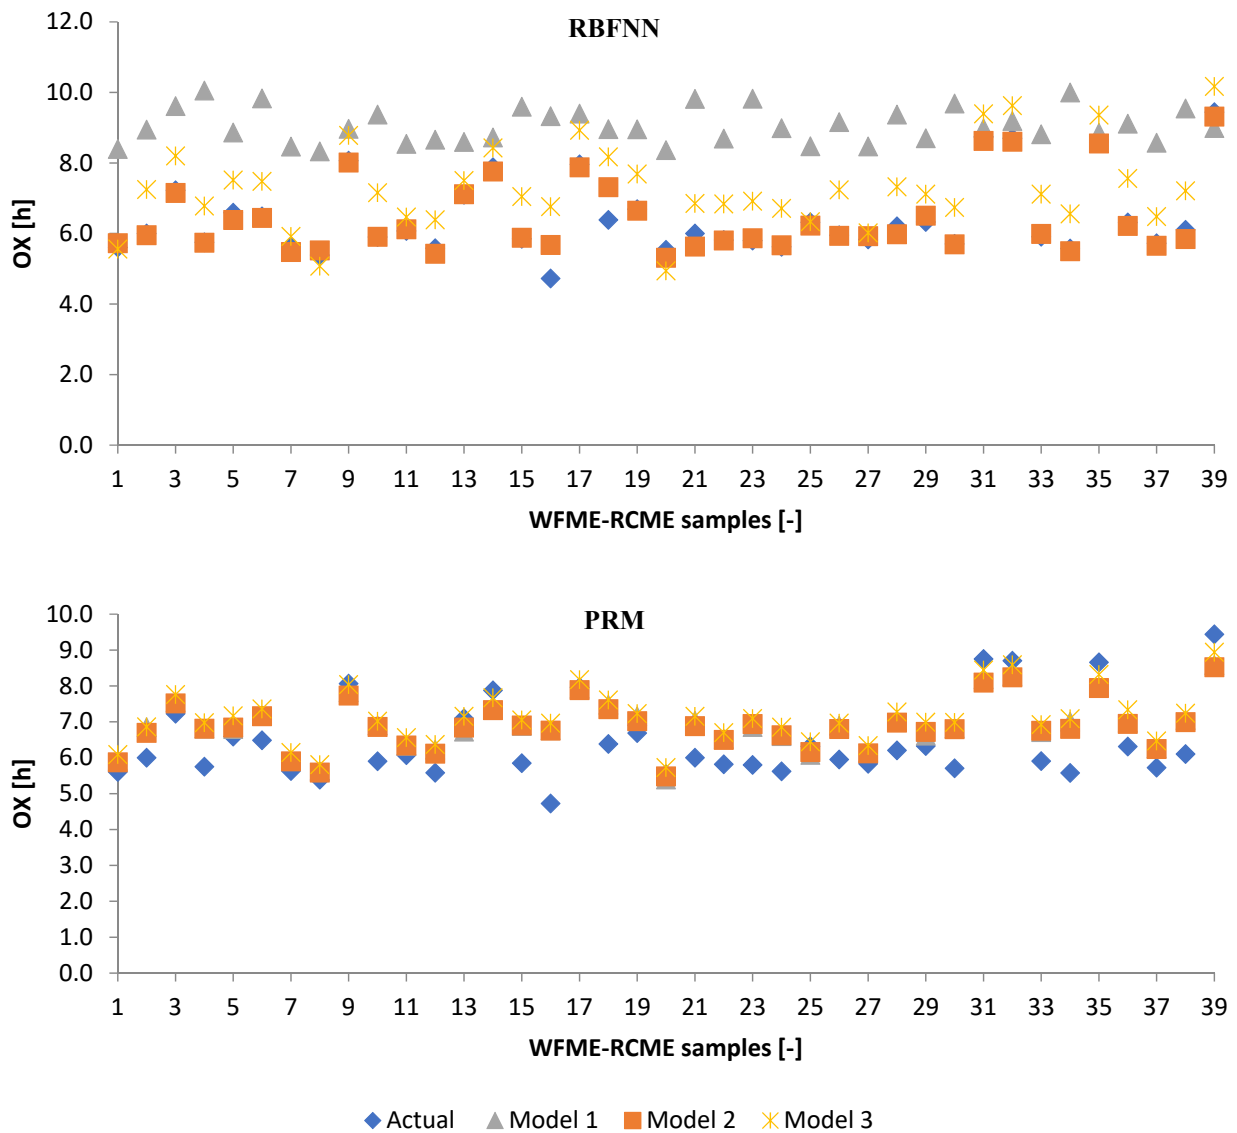 RBFNN
12.0
10.0
8.0
6.0
4.0
2.0
0.0
OX [h]
1 3 5 7 9 11 13 15 17 19 21 23 25 27 29 31 33 35 37 39
WFME-RCME samples [-]
PRM
10.0
9.0
8.0
7.0
6.0
5.0
4.0
3.0
2.0
1.0
0.0
OX [h]
1 3 5 7 9 11 13 15 17 19 21 23 25 27 29 31 33 35 37 39
WFME-RCME samples [-]
Actual Model 1 Model 2 Model 3